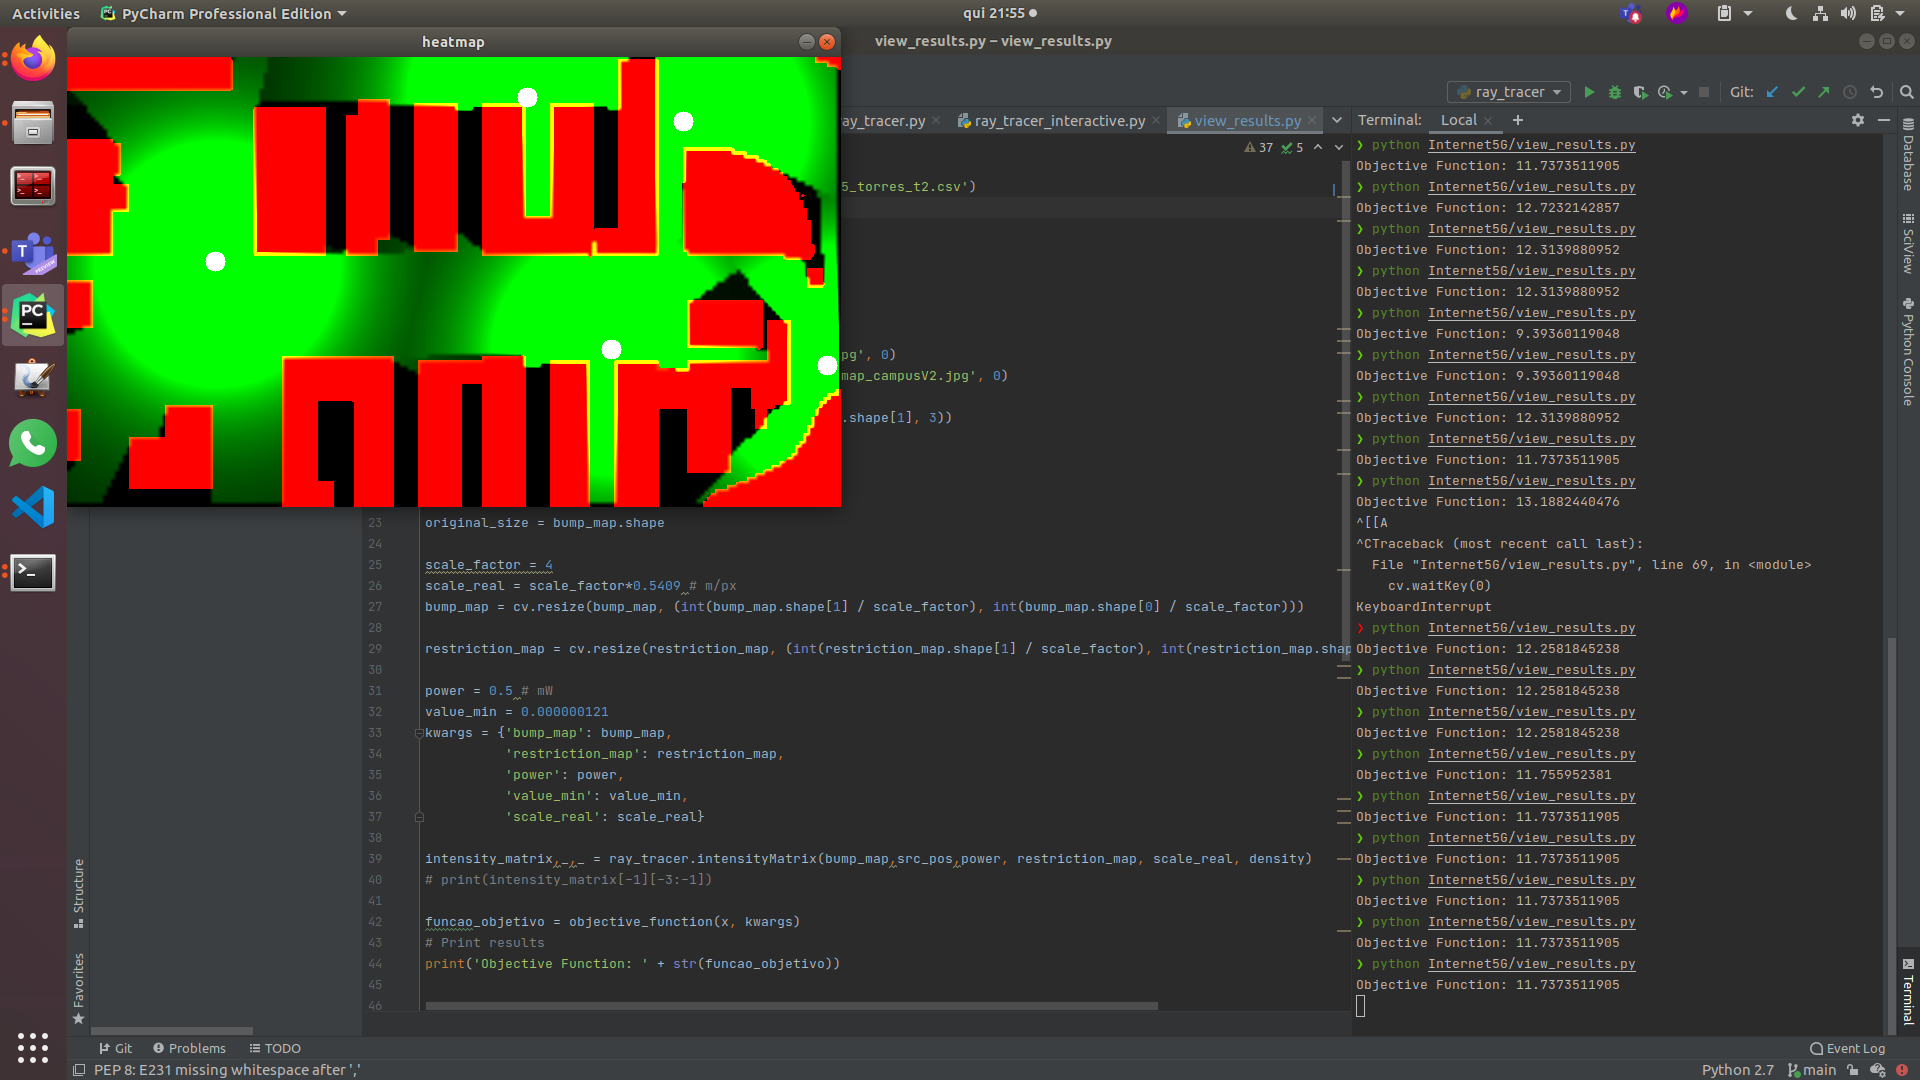 Activities
PyCharm Professional Edition
qui 21:55
heatmap
view_results.py – view_results.py
ray_tracer
Git:
ay_tracer.py
ray_tracer_interactive.py
view_results.py
Terminal:
Local
+
37
5
5_torres_t2.csv')
pg', 0)
map_campusV2.jpg', 0)
.shape[1], 3))
23 original_size = bump_map.shape
24
25 scale_factor = 4
26 scale_real = scale_factor*0.5409 # m/px
27 bump_map = cv.resize(bump_map, (int(bump_map.shape[1] / scale_factor), int(bump_map.shape[0] / scale_factor)))
28
29 restriction_map = cv.resize(restriction_map, (int(restriction_map.shape[1] / scale_factor), int(restriction_map.shap
30
31 power = 0.5 # mW
32 value_min = 0.000000121
33 kwargs = {'bump_map': bump_map,
34 'restriction_map': restriction_map,
35 'power': power,
36 'value_min': value_min,
37 'scale_real': scale_real}
38
39 intensity_matrix,_,_ = ray_tracer.intensityMatrix(bump_map,src_pos,power, restriction_map, scale_real, density)
40 # print(intensity_matrix[-1][-3:-1])
41
42 funcao_objetivo = objective_function(x, kwargs)
43 # Print results
44 print('Objective Function: ' + str(funcao_objetivo))
45
46
❯ python Internet5G/view_results.py
Objective Function: 11.7373511905
❯ python Internet5G/view_results.py
Objective Function: 12.7232142857
❯ python Internet5G/view_results.py
Objective Function: 12.3139880952
❯ python Internet5G/view_results.py
Objective Function: 12.3139880952
❯ python Internet5G/view_results.py
Objective Function: 9.39360119048
❯ python Internet5G/view_results.py
Objective Function: 9.39360119048
❯ python Internet5G/view_results.py
Objective Function: 12.3139880952
❯ python Internet5G/view_results.py
Objective Function: 11.7373511905
❯ python Internet5G/view_results.py
Objective Function: 13.1882440476
^[[A
^CTraceback (most recent call last):
File "Internet5G/view_results.py", line 69, in <module>
cv.waitKey(0)
KeyboardInterrupt
❯ python Internet5G/view_results.py
Objective Function: 12.2581845238
❯ python Internet5G/view_results.py
Objective Function: 12.2581845238
❯ python Internet5G/view_results.py
Objective Function: 12.2581845238
❯ python Internet5G/view_results.py
Objective Function: 11.755952381
❯ python Internet5G/view_results.py
Objective Function: 11.7373511905
❯ python Internet5G/view_results.py
Objective Function: 11.7373511905
❯ python Internet5G/view_results.py
Objective Function: 11.7373511905
❯ python Internet5G/view_results.py
Objective Function: 11.7373511905
❯ python Internet5G/view_results.py
Objective Function: 11.7373511905
Database
SciView
Python Console
Terminal
Structure
Favorites
Git
Problems
TODO
Event Log
PEP 8: E231 missing whitespace after ','
Python 2.7
main